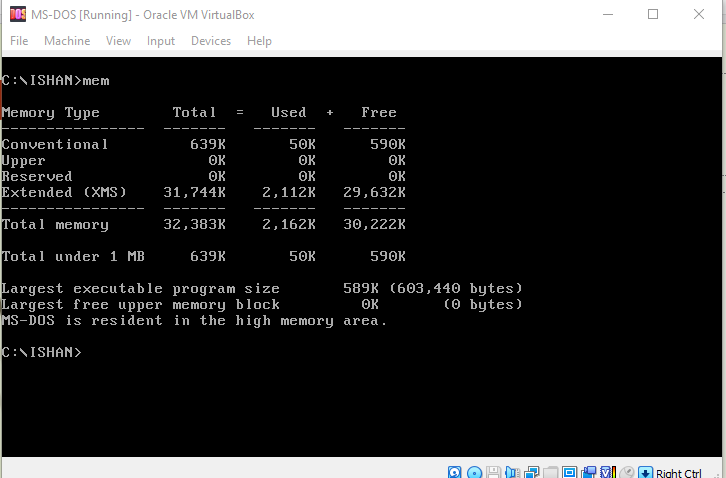 MS-DOS [Running] - Oracle VM VirtualBox
File Machine View Input Devices Help
C:\ISHAN>mem
Memory Type Total = Used + Free
---------------- ------- ------- -------
Conventional 639K 50K 590K
Upper 0K 0K 0K
Reserved 0K 0K 0K
Extended (XMS) 31,744K 2,112K 29,632K
---------------- ------- ------- -------
Total memory 32,383K 2,162K 30,222K
Total under 1 MB 639K 50K 590K
Largest executable program size 589K (603,440 bytes)
Largest free upper memory block 0K (0 bytes)
MS-DOS is resident in the high memory area.
C:\ISHAN>
Right Ctrl